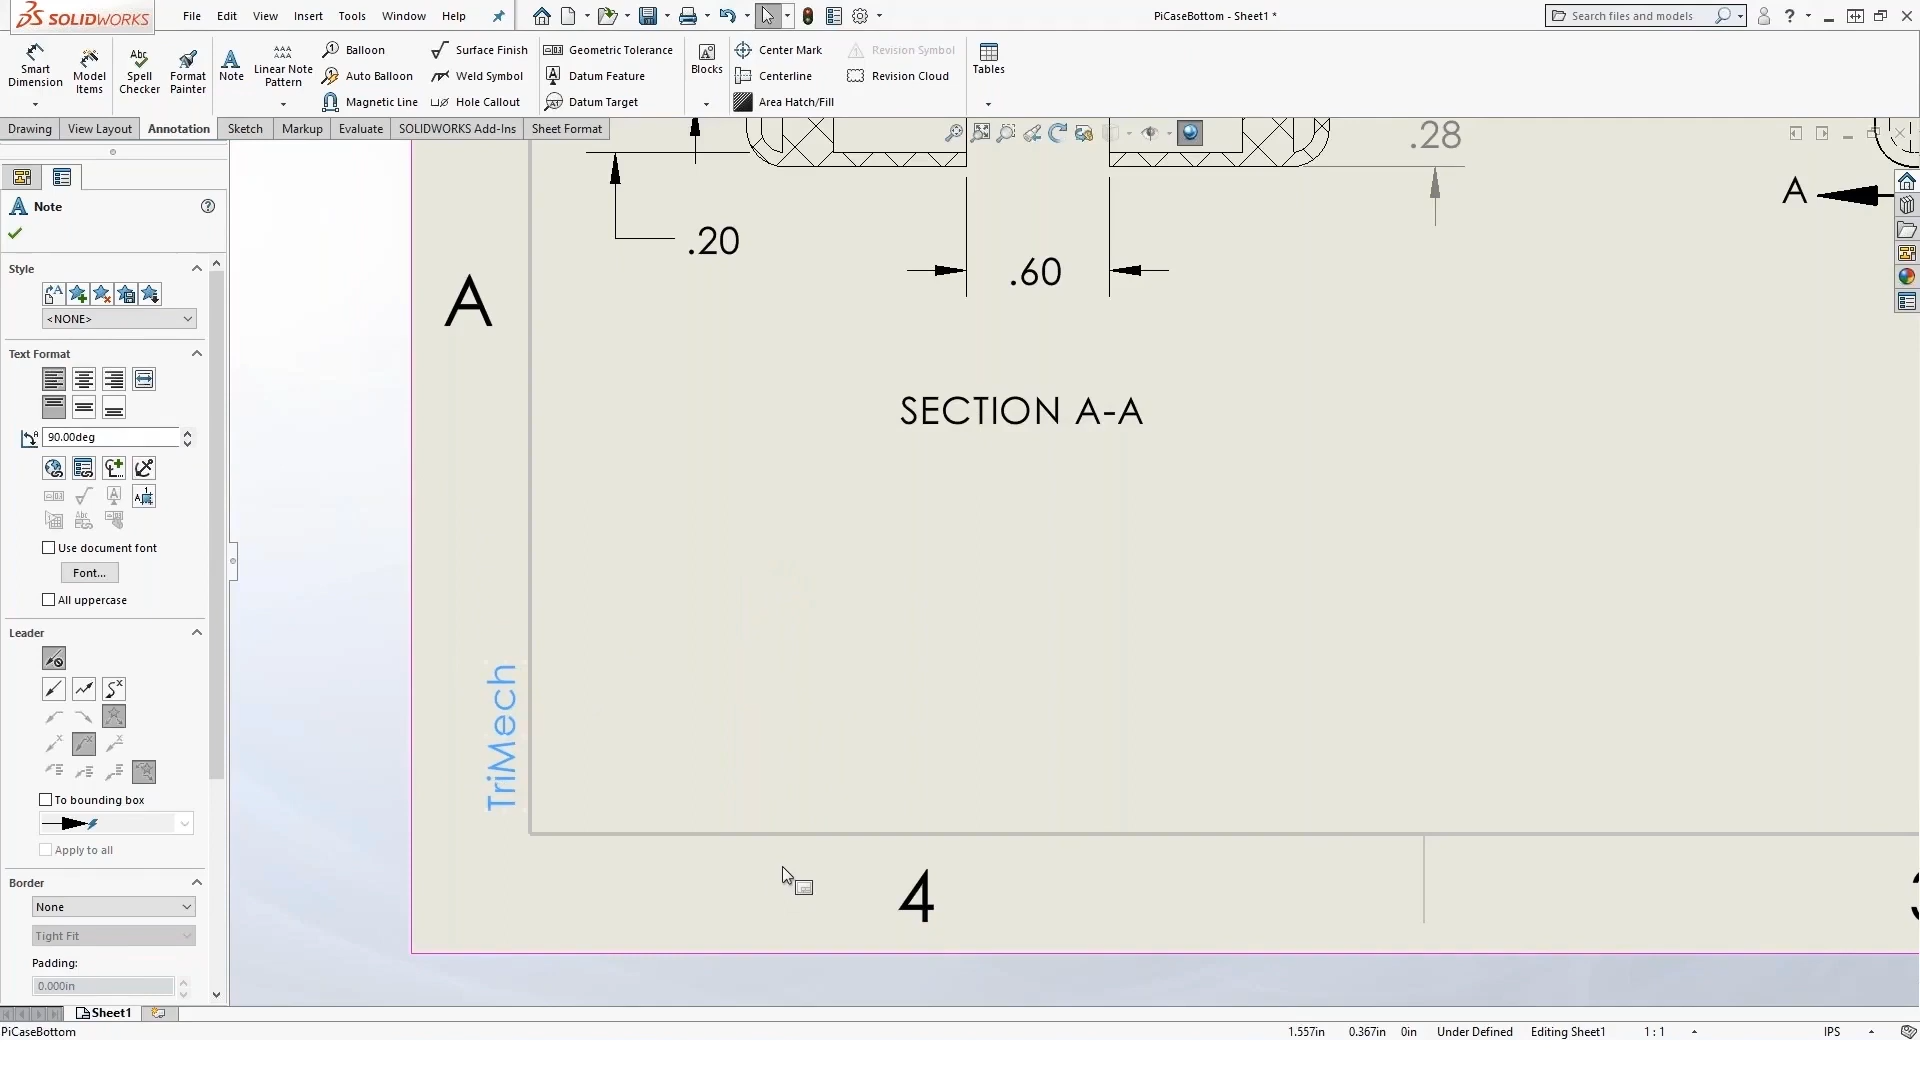 SOLIDWORKS File Edit View Insert Tools Window Help PiCaseBottom - Sheet1 * Search files and models ?
Smart Dimension
Model Items
Spell Checker
Format Painter
Note
Linear Note Pattern
Balloon
Auto Balloon
Magnetic Line
Surface Finish
Weld Symbol
Hole Callout
Geometric Tolerance
Datum Feature
Datum Target
Blocks
Center Mark
Centerline
Area Hatch/Fill
Revision Symbol
Revision Cloud
Tables
Drawing View Layout Annotation Sketch Markup Evaluate SOLIDWORKS Add-Ins Sheet Format
Note
Style
<NONE>
Text Format
90.00deg
Use document font
Font...
All uppercase
Leader
To bounding box
Apply to all
Border
None
Tight Fit
Padding:
0.000in
.28
A
.20
.60
A
SECTION A-A
TriMech
4
Sheet1
PiCaseBottom 1.557in 0.367in 0in Under Defined Editing Sheet1 1 : 1 IPS